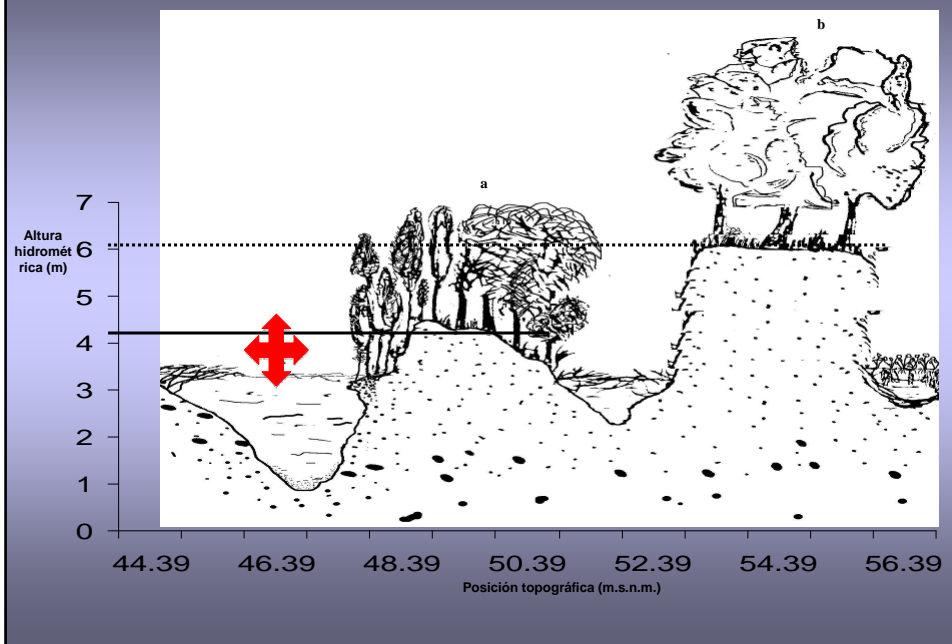 b
a
7
Altura
hidromét
rica (m)
6
5
4
3
2
1
0
44.39 46.39 48.39 50.39 52.39 54.39 56.39
Posición topográfica (m.s.n.m.)